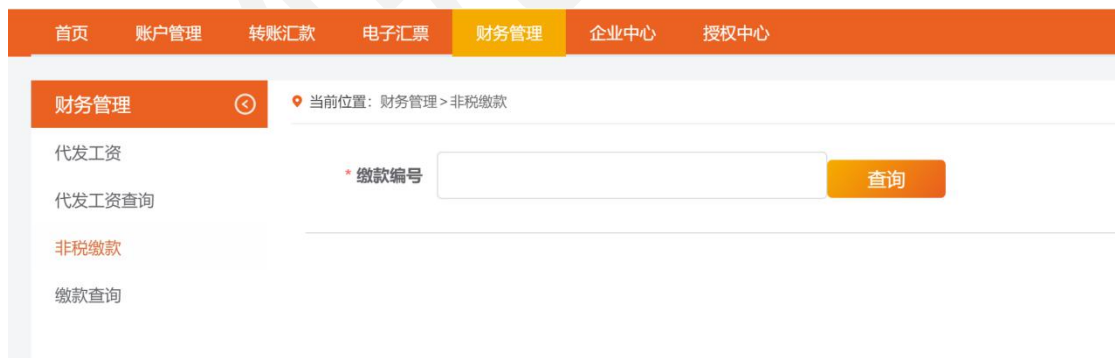 首页 账户管理 转账汇款 电子汇票 财务管理 企业中心 授权中心
财务管理
当前位置：财务管理>非税缴款
代发工资
* 缴款编号 查询
代发工资查询
非税缴款
缴款查询